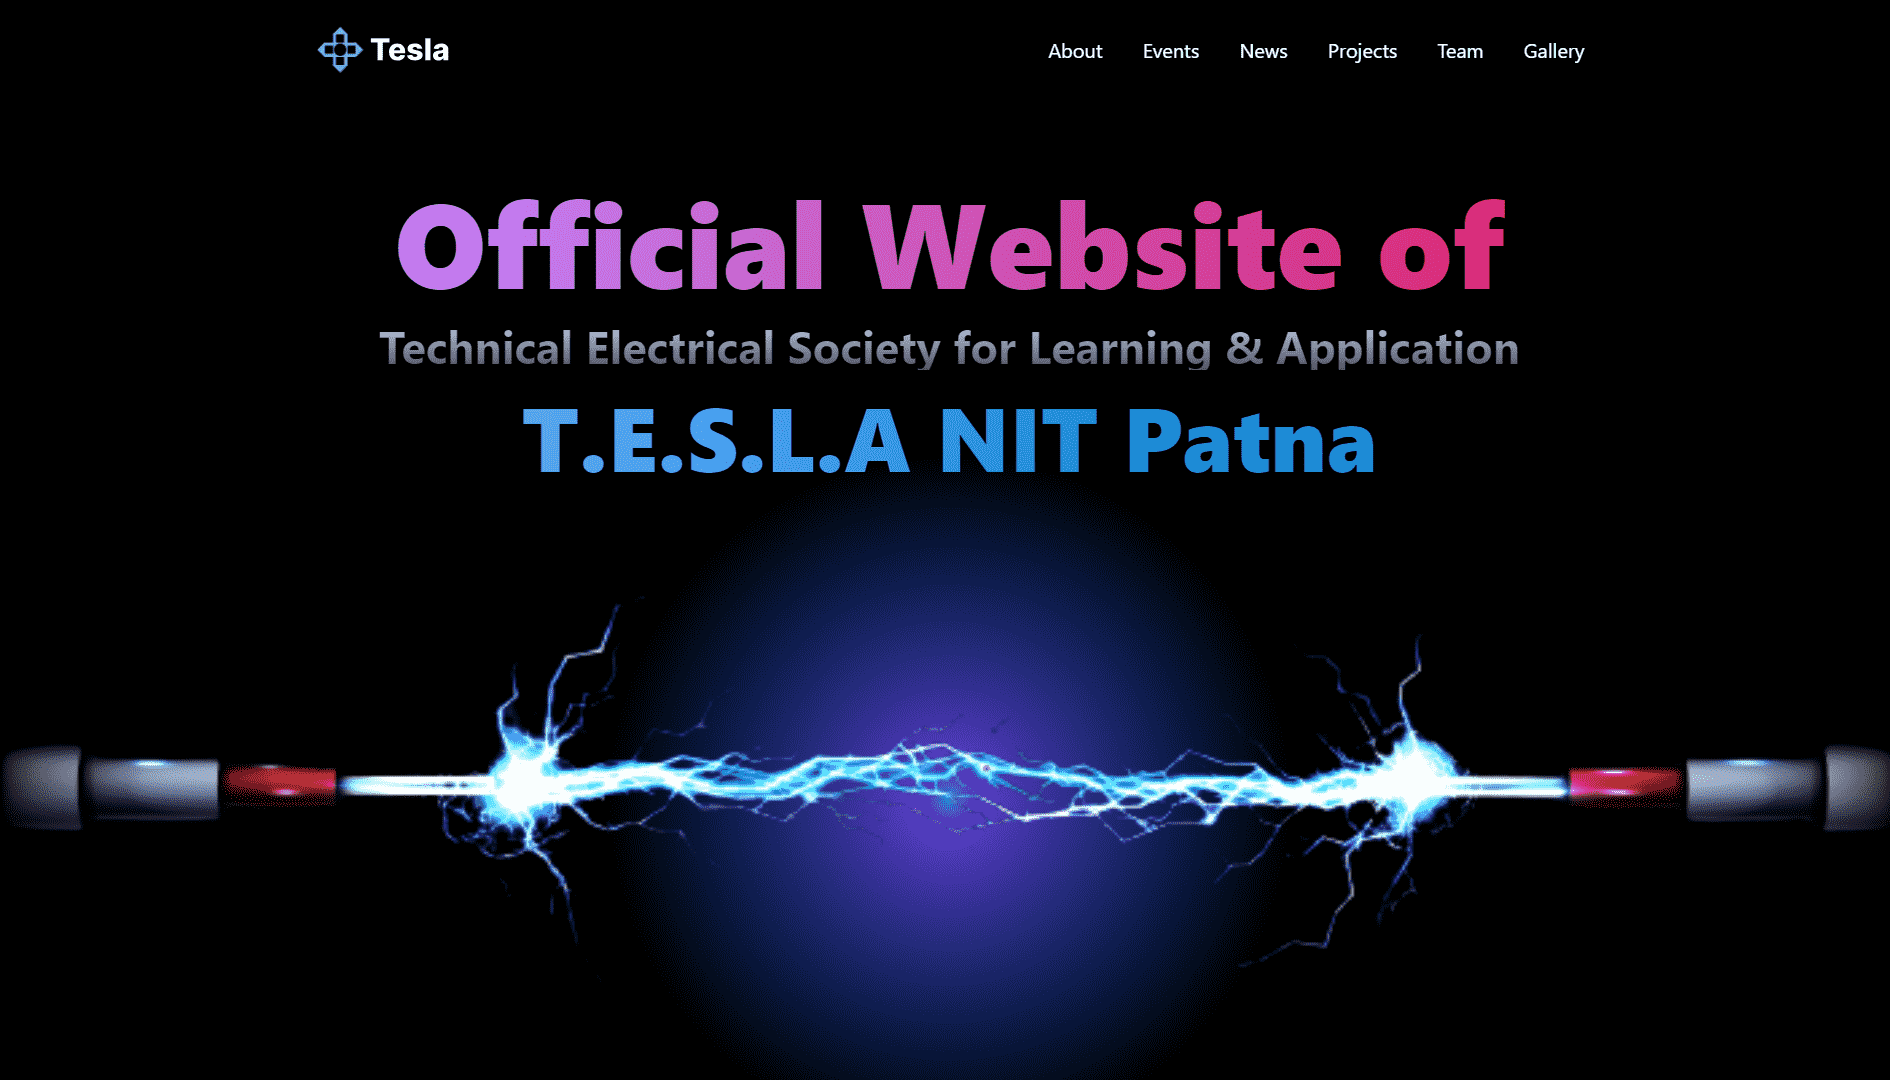 Tesla
About Events News Projects Team Gallery
Official Website of
Technical Electrical Society for Learning & Application
T.E.S.L.A NIT Patna